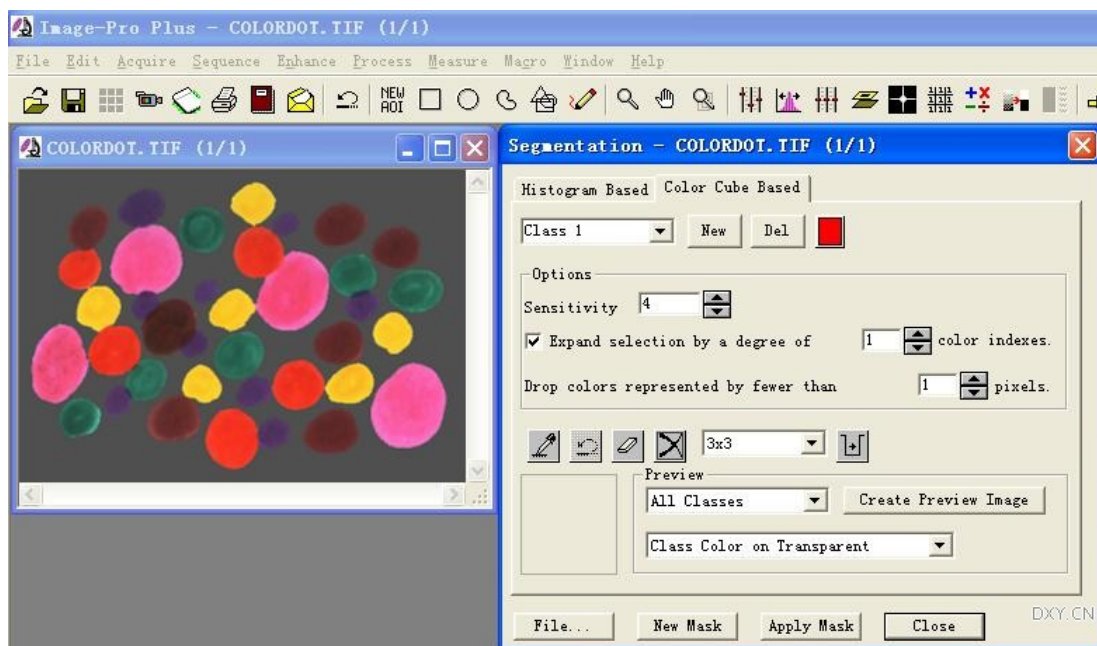 Image-Pro Plus - COLORDOT.TIF (1/1)
File Edit Acquire Sequence Enhance Process Measure Macro Window Help
NEW
AOI
COLORDOT.TIF (1/1)
Segmentation - COLORDOT.TIF (1/1)
Histogram Based Color Cube Based
Class 1 New Del
Options
Sensitivity 4
Expand selection by a degree of 1 color indexes.
Drop colors represented by fewer than 1 pixels.
3x3
Preview
All Classes Create Preview Image
Class Color on Transparent
File... New Mask Apply Mask Close
DXY.CN